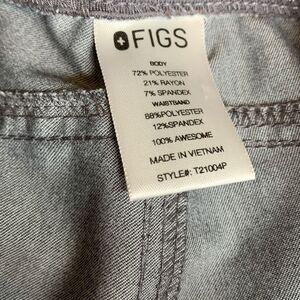 FIGS
BODY
72% POLYESTER
21% RAYON
7% SPANDEX
WAISTBAND
88%POLYESTER
12%SPANDEX
100% AWESOME
MADE IN VIETNAM
STYLE#: T21004P